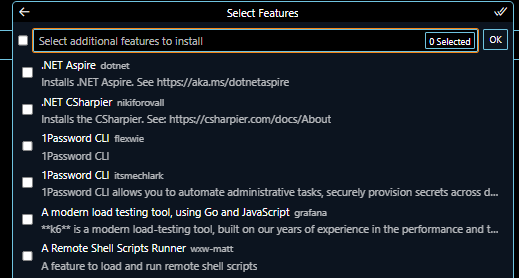 Select Features
Select additional features to install
0 Selected
OK
.NET Aspire dotnet
Installs .NET Aspire. See https://aka.ms/dotnetaspire
.NET CSharpier nikiforovall
Installs the CSharpier. See: https://csharpier.com/docs/About
1Password CLI flexwie
1Password CLI
1Password CLI itsmechlark
1Password CLI allows you to automate administrative tasks, securely provision secrets across d...
A modern load testing tool, using Go and JavaScript grafana
**k6** is a modern load-testing tool, built on our years of experience in the performance and t...
A Remote Shell Scripts Runner wxw-matt
A feature to load and run remote shell scripts